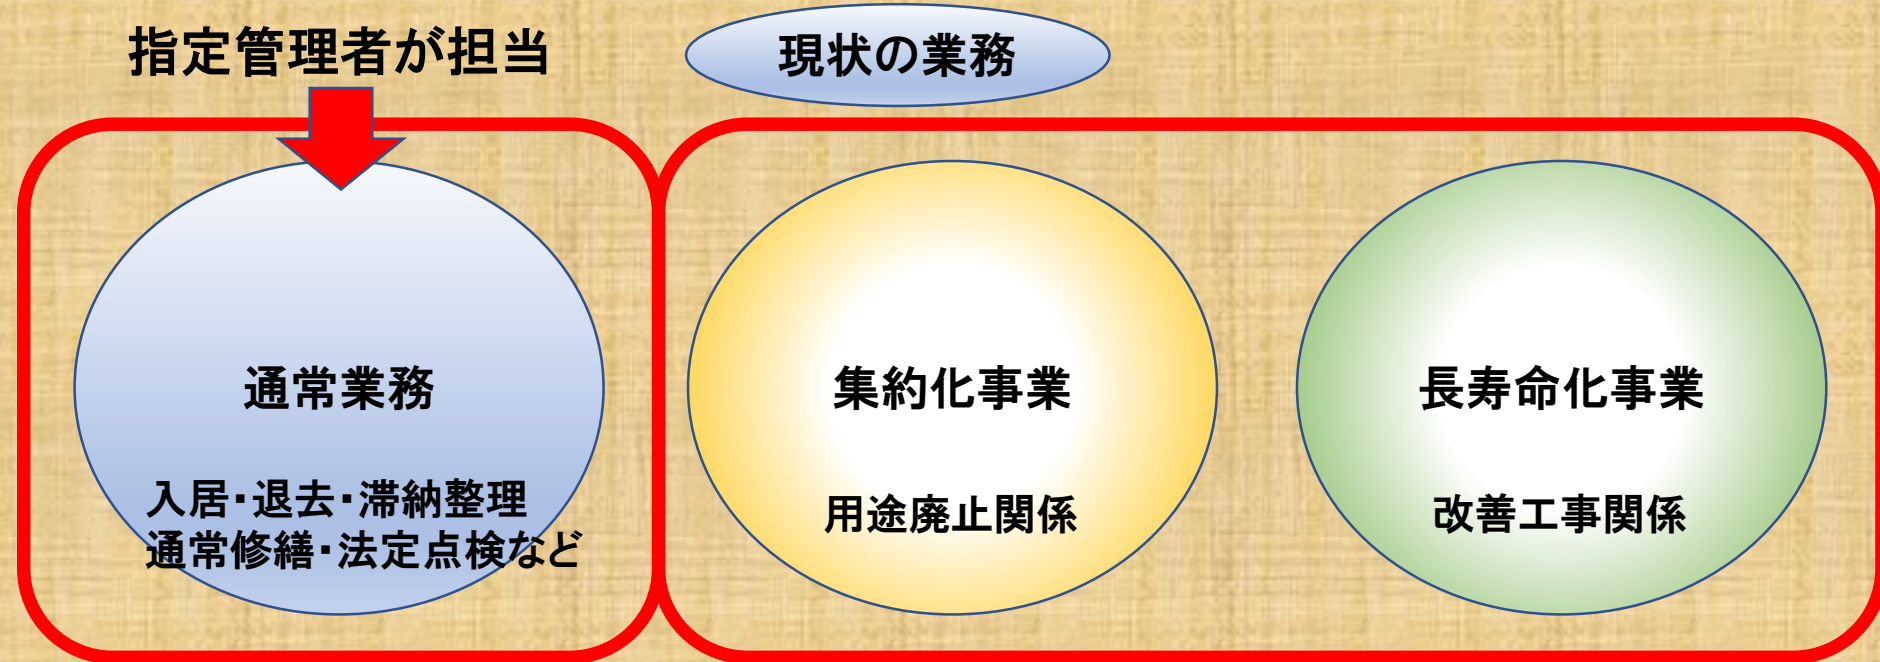 指定管理者が担当
現状の業務
通常業務
入居・退去・滞納整理
通常修繕・法定点検など
集約化事業
用途廃止関係
長寿命化事業
改善工事関係